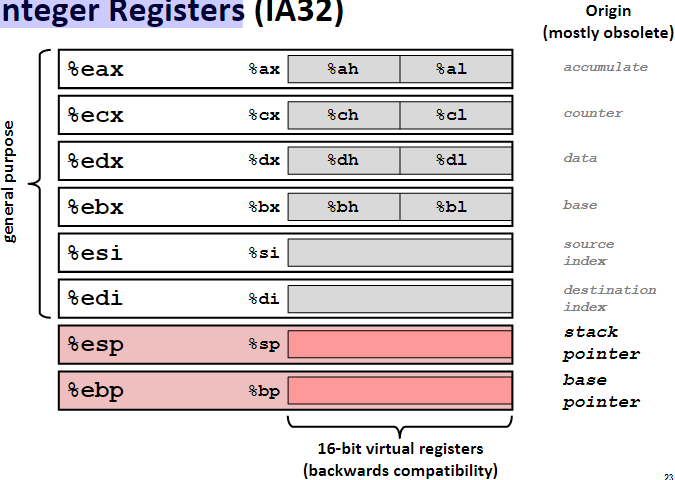 nteger Registers (IA32)
Origin
(mostly obsolete)
general purpose
%eax %ax %ah %al accumulate
%ecx %cx %ch %cl counter
%edx %dx %dh %dl data
%ebx %bx %bh %bl base
%esi %si source
index
%edi %di destination
index
%esp %sp stack
pointer
%ebp %bp base
pointer
16-bit virtual registers
(backwards compatibility)
23